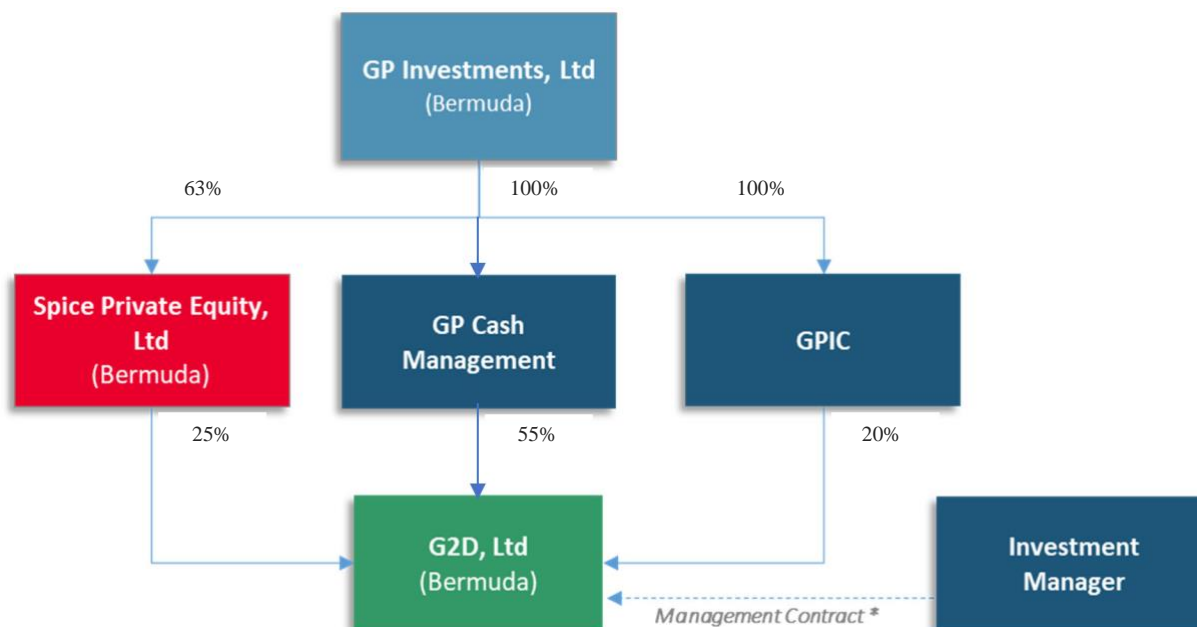 GP Investments, Ltd
(Bermuda)
63%
100%
100%
Spice Private Equity,
Ltd
(Bermuda)
GP Cash
Management
GPIC
25%
55%
20%
G2D, Ltd
(Bermuda)
Investment
Manager
Management Contract *